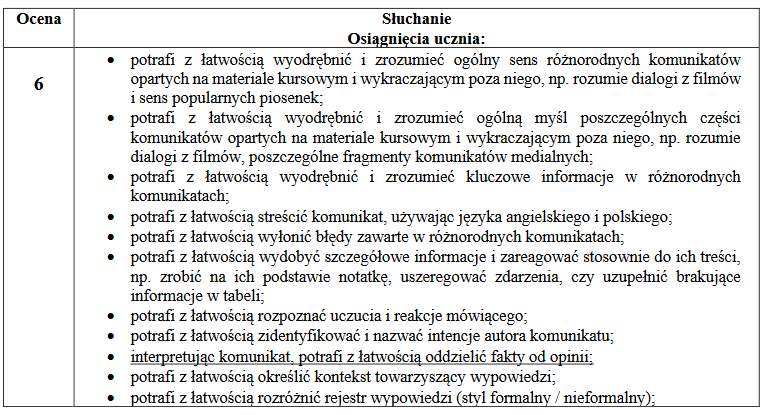 Ocena
Słuchanie
Osiągnięcia ucznia:
6
• potrafi z łatwością wyodrębnić i zrozumieć ogólny sens różnorodnych komunikatów
opartych na materiale kursowym i wykraczającym poza niego, np. rozumie dialogi z filmów
i sens popularnych piosenek;
• potrafi z łatwością wyodrębnić i zrozumieć ogólną myśl poszczególnych części
komunikatów opartych na materiale kursowym i wykraczającym poza niego, np. rozumie
dialogi z filmów, poszczególne fragmenty komunikatów medialnych;
• potrafi z łatwością wyodrębnić i zrozumieć kluczowe informacje w różnorodnych
komunikatach;
• potrafi z łatwością streścić komunikat, używając języka angielskiego i polskiego;
• potrafi z łatwością wyłonić błędy zawarte w różnorodnych komunikatach;
• potrafi z łatwością wydobyć szczegółowe informacje i zareagować stosownie do ich treści,
np. zrobić na ich podstawie notatkę, uszeregować zdarzenia, czy uzupełnić brakujące
informacje w tabeli;
• potrafi z łatwością rozpoznać uczucia i reakcje mówiącego;
• potrafi z łatwością zidentyfikować i nazwać intencje autora komunikatu;
• interpretując komunikat, potrafi z łatwością oddzielić fakty od opinii;
• potrafi z łatwością określić kontekst towarzyszący wypowiedzi;
• potrafi z łatwością rozróżnić rejestr wypowiedzi (styl formalny / nieformalny);